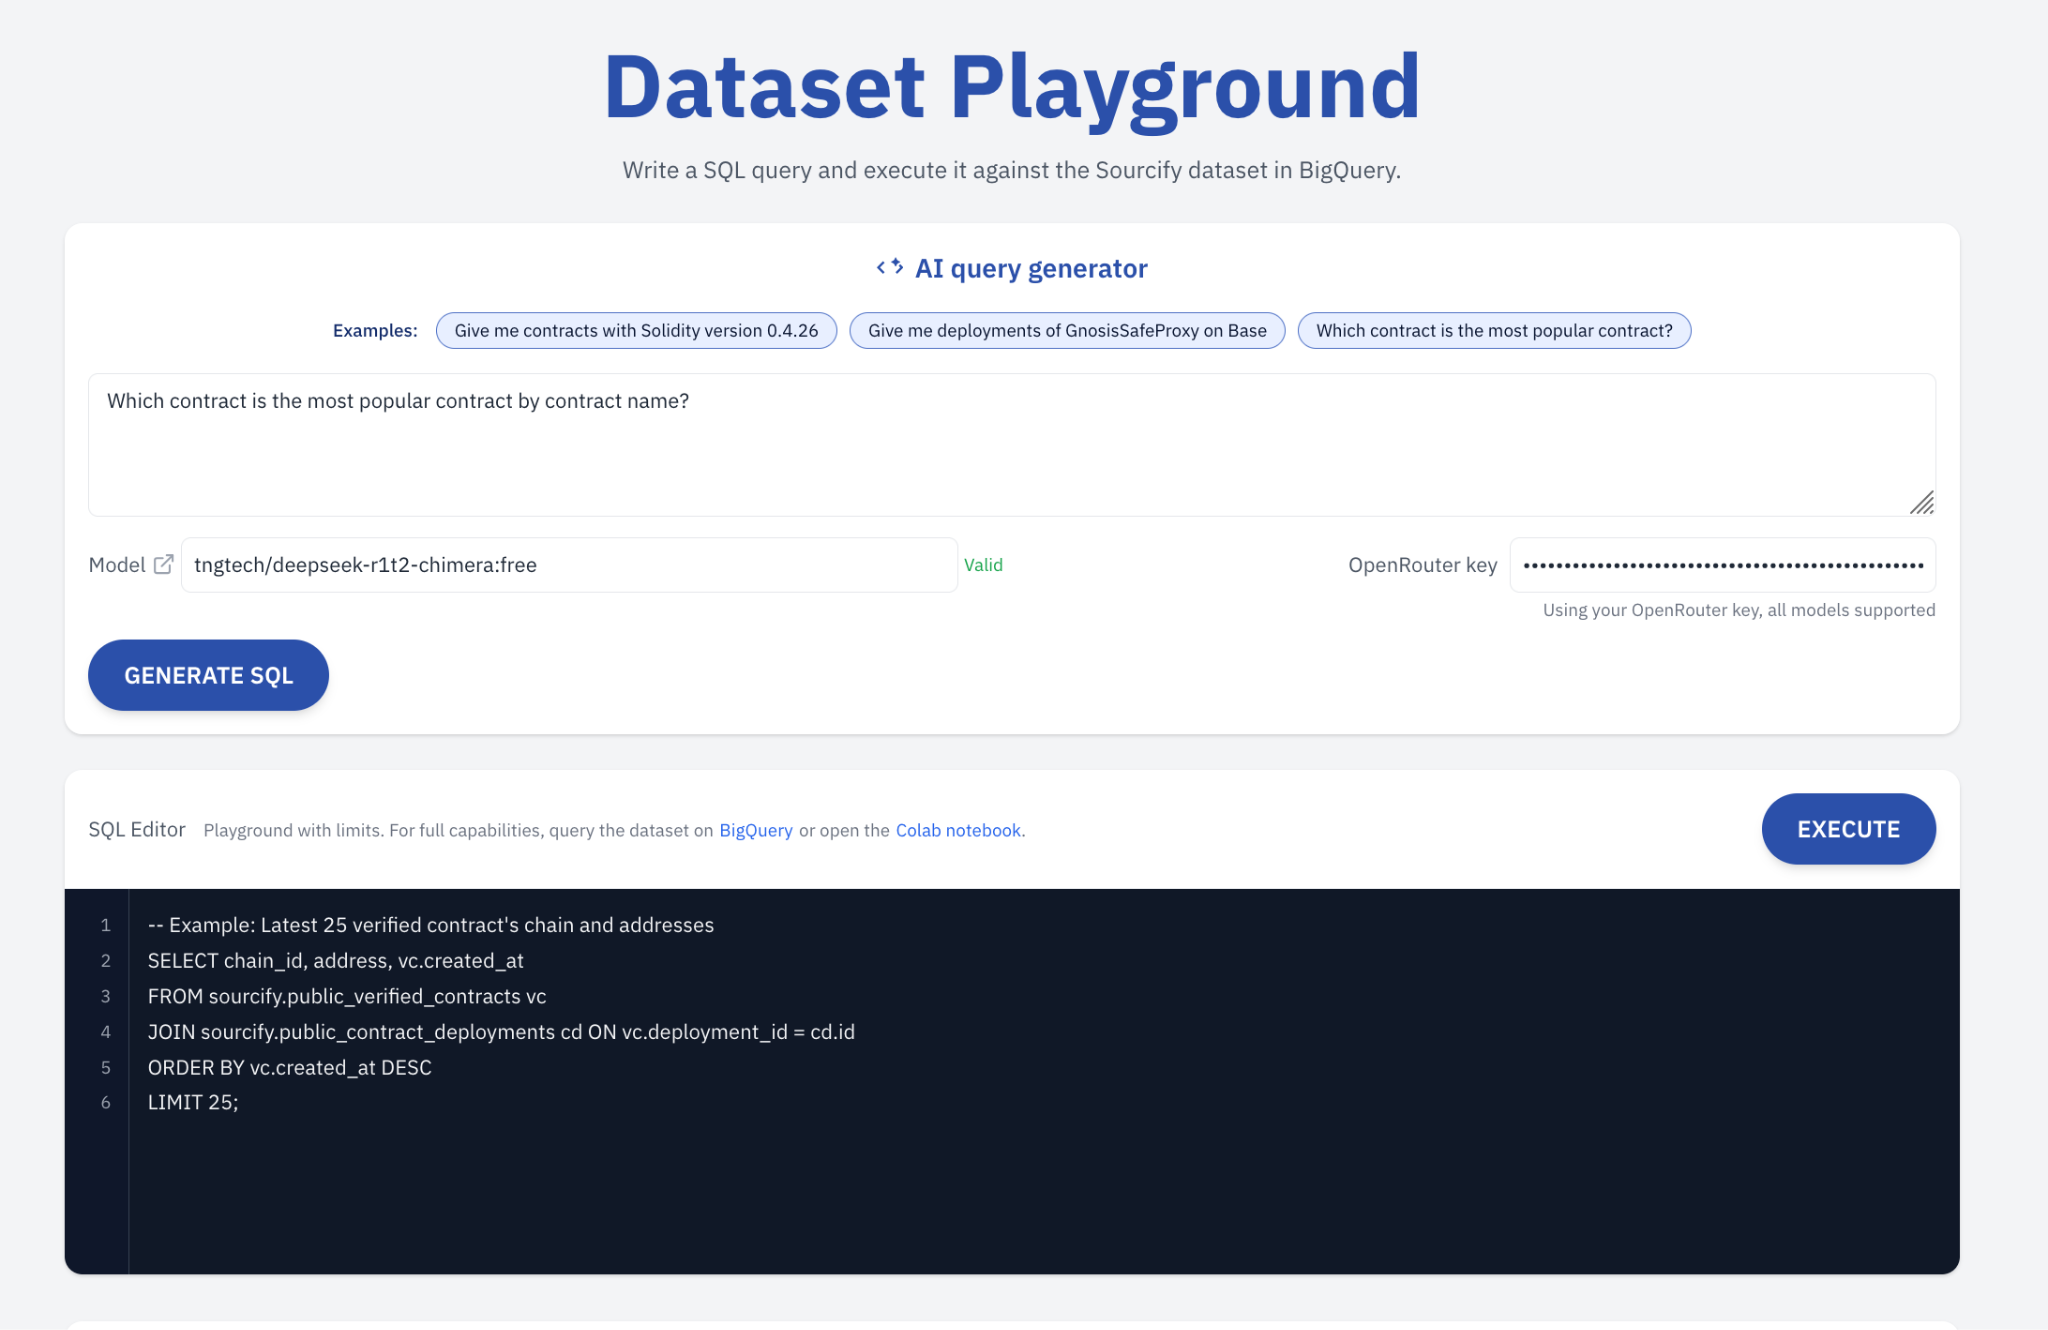 Dataset Playground
Write a SQL query and execute it against the Sourcify dataset in BigQuery.
AI query generator
Examples: Give me contracts with Solidity version 0.4.26 Give me deployments of GnosisSafeProxy on Base Which contract is the most popular contract?
Which contract is the most popular contract by contract name?
Model tngtech/deepseek-r1t2-chimera:free Valid OpenRouter key ••••••••••••••••••••••••••••••••••••••••••••••••
Using your OpenRouter key, all models supported
GENERATE SQL
SQL Editor Playground with limits. For full capabilities, query the dataset on BigQuery or open the Colab notebook. EXECUTE
1 -- Example: Latest 25 verified contract's chain and addresses
2 SELECT chain_id, address, vc.created_at
3 FROM sourcify.public_verified_contracts vc
4 JOIN sourcify.public_contract_deployments cd ON vc.deployment_id = cd.id
5 ORDER BY vc.created_at DESC
6 LIMIT 25;